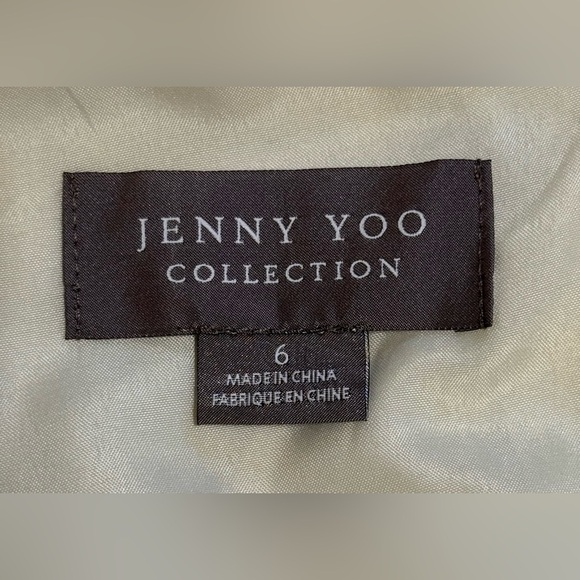 JENNY YOO
COLLECTION
6
MADE IN CHINA
FABRIQUE EN CHINE